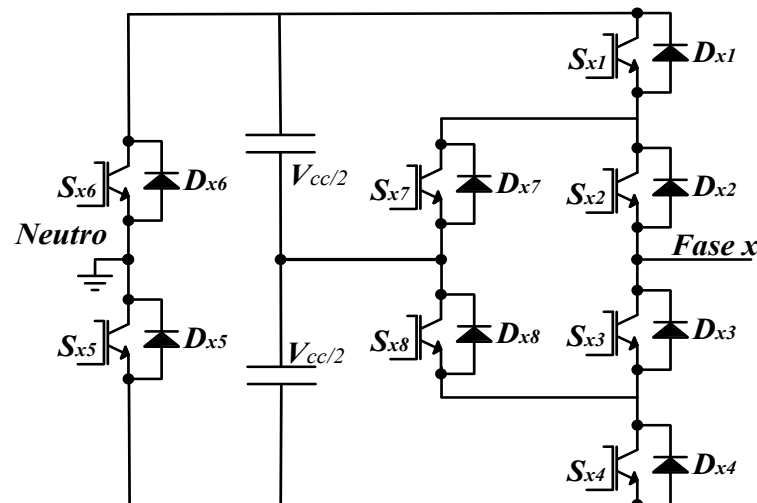 Sx1
Dx1
Sx6
Dx6
Vcc/2
Sx7
Dx7
Sx2
Dx2
Neutro
Fase x
Sx5
Dx5
Vcc/2
Sx8
Dx8
Sx3
Dx3
Sx4
Dx4